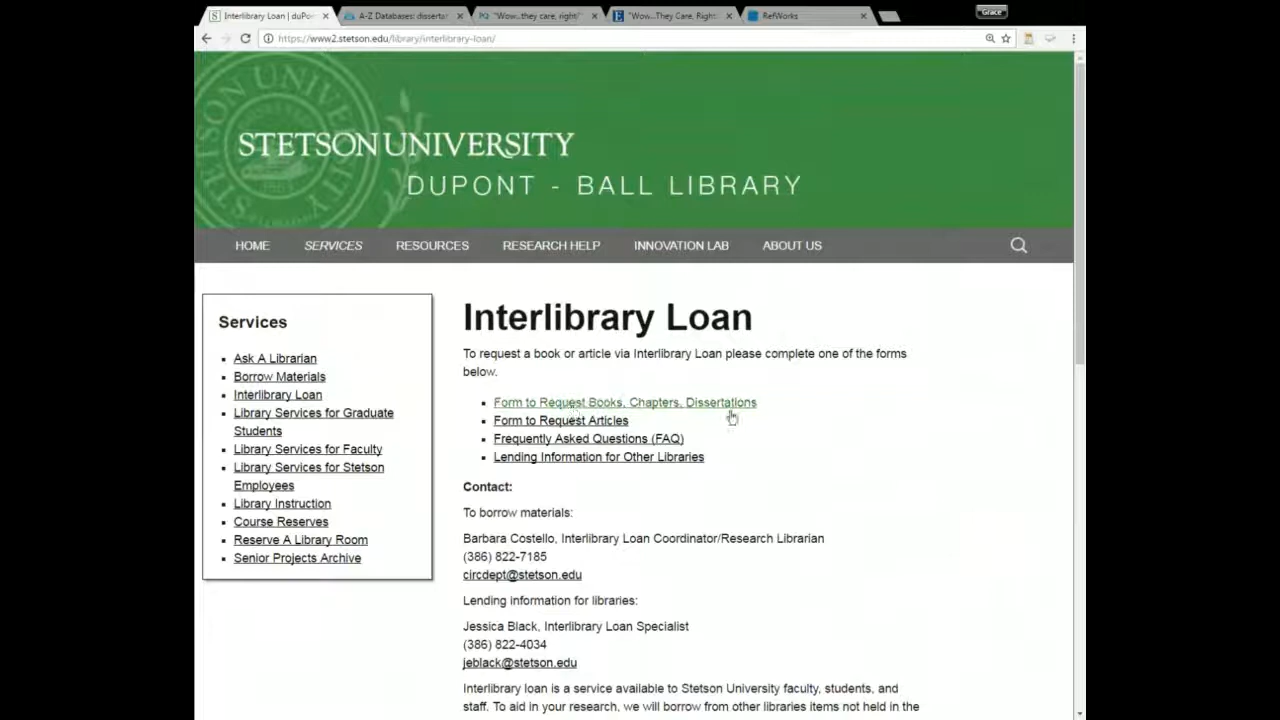 Interlibrary Loan | duPon
A-Z Databases: dissertat
"Wow...they care, right?"
"Wow...They Care, Right
RefWorks
Grace
https://www2.stetson.edu/library/interlibrary-loan/
STETSON UNIVERSITY
DUPONT - BALL LIBRARY
HOME SERVICES RESOURCES RESEARCH HELP INNOVATION LAB ABOUT US
Services
Ask A Librarian
Borrow Materials
Interlibrary Loan
Library Services for Graduate
Students
Library Services for Faculty
Library Services for Stetson
Employees
Library Instruction
Course Reserves
Reserve A Library Room
Senior Projects Archive
Interlibrary Loan
To request a book or article via Interlibrary Loan please complete one of the forms
below.
Form to Request Books, Chapters, Dissertations
Form to Request Articles
Frequently Asked Questions (FAQ)
Lending Information for Other Libraries
Contact:
To borrow materials:
Barbara Costello, Interlibrary Loan Coordinator/Research Librarian
(386) 822-7185
circdept@stetson.edu
Lending information for libraries:
Jessica Black, Interlibrary Loan Specialist
(386) 822-4034
jeblack@stetson.edu
Interlibrary loan is a service available to Stetson University faculty, students, and
staff. To aid in your research, we will borrow from other libraries items not held in the